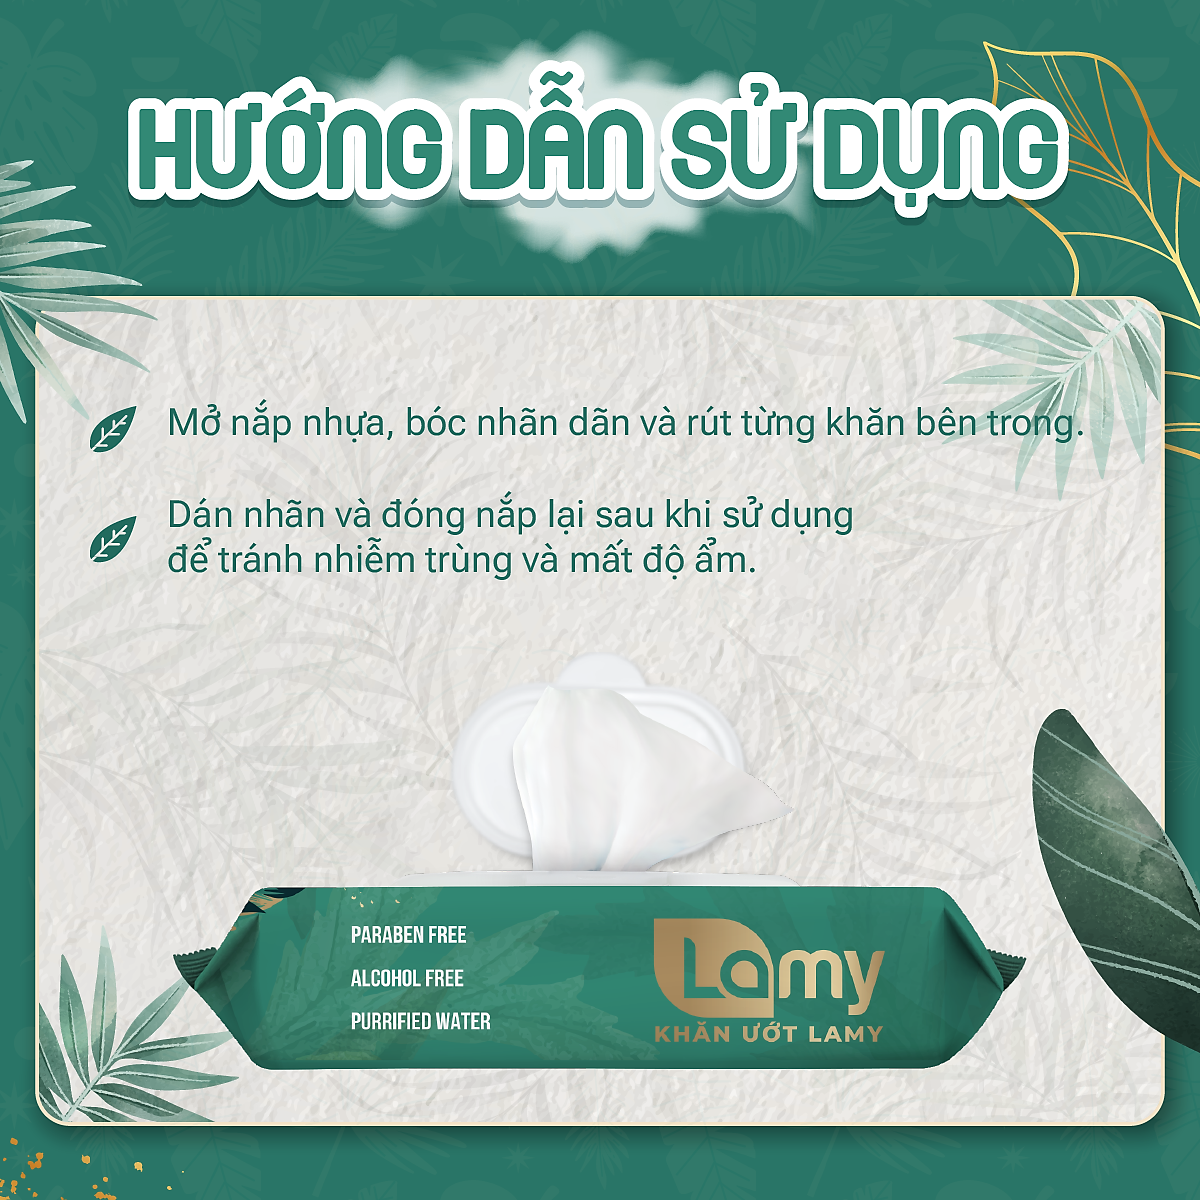 HƯỚNG DẪN SỬ DỤNG
Mở nắp nhựa, bóc nhãn dãn và rút từng khăn bên trong.
Dán nhãn và đóng nắp lại sau khi sử dụng
để tránh nhiễm trùng và mất độ ẩm.
PARABEN FREE
ALCOHOL FREE
PURRIFIED WATER
Lamy
KHĂN ƯỚT LAMY